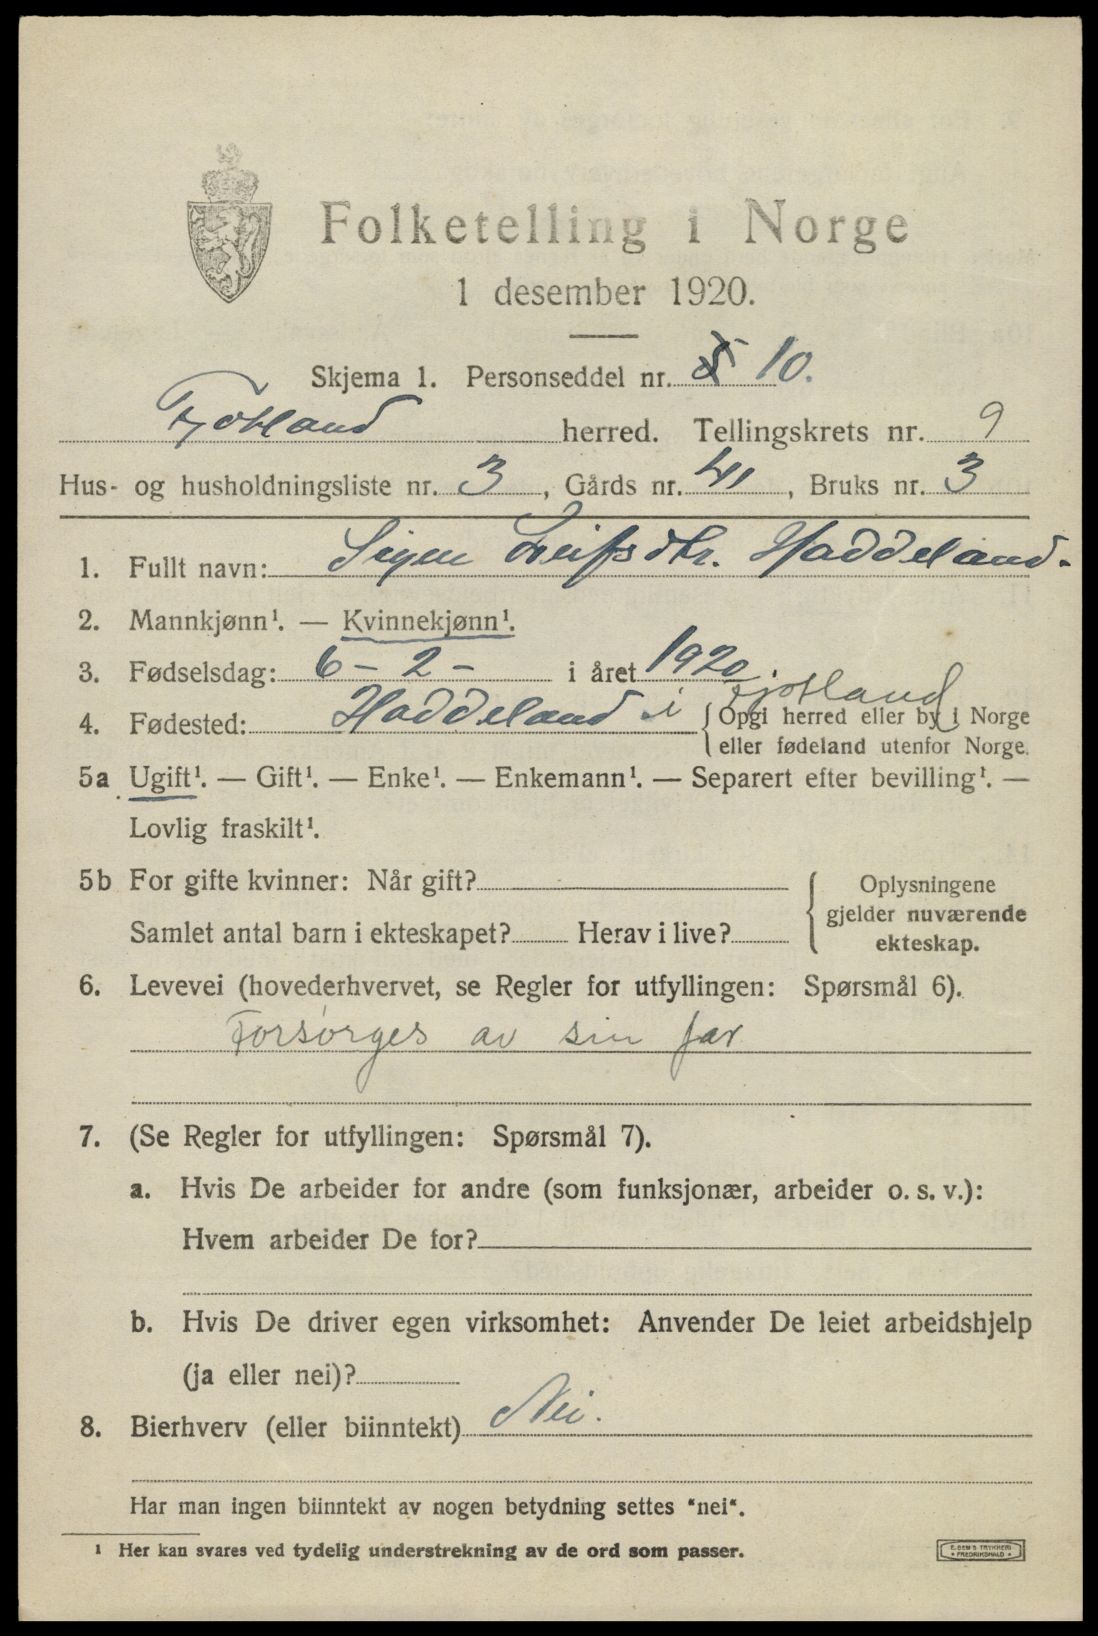 Folketelling i Norge
1 desember 1920.
Skjema 1. Personseddel nr. 5 10.
Fjotland herred. Tellingskrets nr. 9
Hus- og husholdningsliste nr. 3, Gårds nr. 41, Bruks nr. 3
1. Fullt navn: Leifsdtr. Haddeland.
2. Mannkjønn¹. — Kvinnekjønn¹.
3. Fødselsdag: 6 - 2 - i året 1920.
4. Fødested: Haddeland i Fjotland {Opgi herred eller by i Norge
eller fødeland utenfor Norge.
5a Ugift¹. — Gift¹. — Enke¹. — Enkemann¹. — Separert efter bevilling¹. —
Lovlig fraskilt¹.
5b For gifte kvinner: Når gift?
Samlet antal barn i ekteskapet? Herav i live?
{ Oplysningene
gjelder nuværende
ekteskap.
6. Levevei (hovederhvervet, se Regler for utfyllingen: Spørsmål 6).
Forsørges av sin far
7. (Se Regler for utfyllingen: Spørsmål 7).
a. Hvis De arbeider for andre (som funksjonær, arbeider o. s. v.):
Hvem arbeider De for?
b. Hvis De driver egen virksomhet: Anvender De leiet arbeidshjelp
(ja eller nei)?
8. Bierhverv (eller biinntekt) Nei.
Har man ingen biinntekt av nogen betydning settes "nei".
¹ Her kan svares ved tydelig understrekning av de ord som passer.